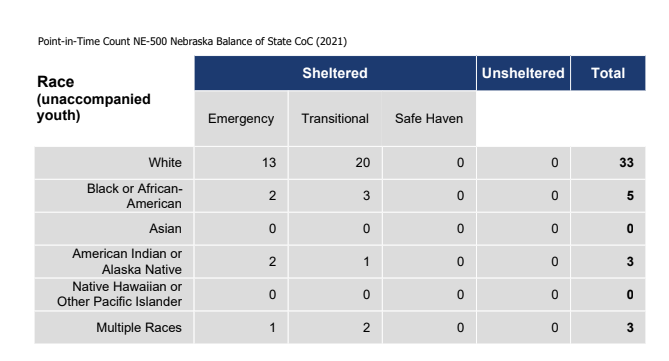 Point-in-Time Count NE-500 Nebraska Balance of State CoC (2021)
Race
(unaccompanied
youth)
Sheltered Unsheltered Total
Emergency Transitional Safe Haven
White 13 20 0 0 33
Black or African-
American 2 3 0 0 5
Asian 0 0 0 0 0
American Indian or
Alaska Native 2 1 0 0 3
Native Hawaiian or
Other Pacific Islander 0 0 0 0 0
Multiple Races 1 2 0 0 3